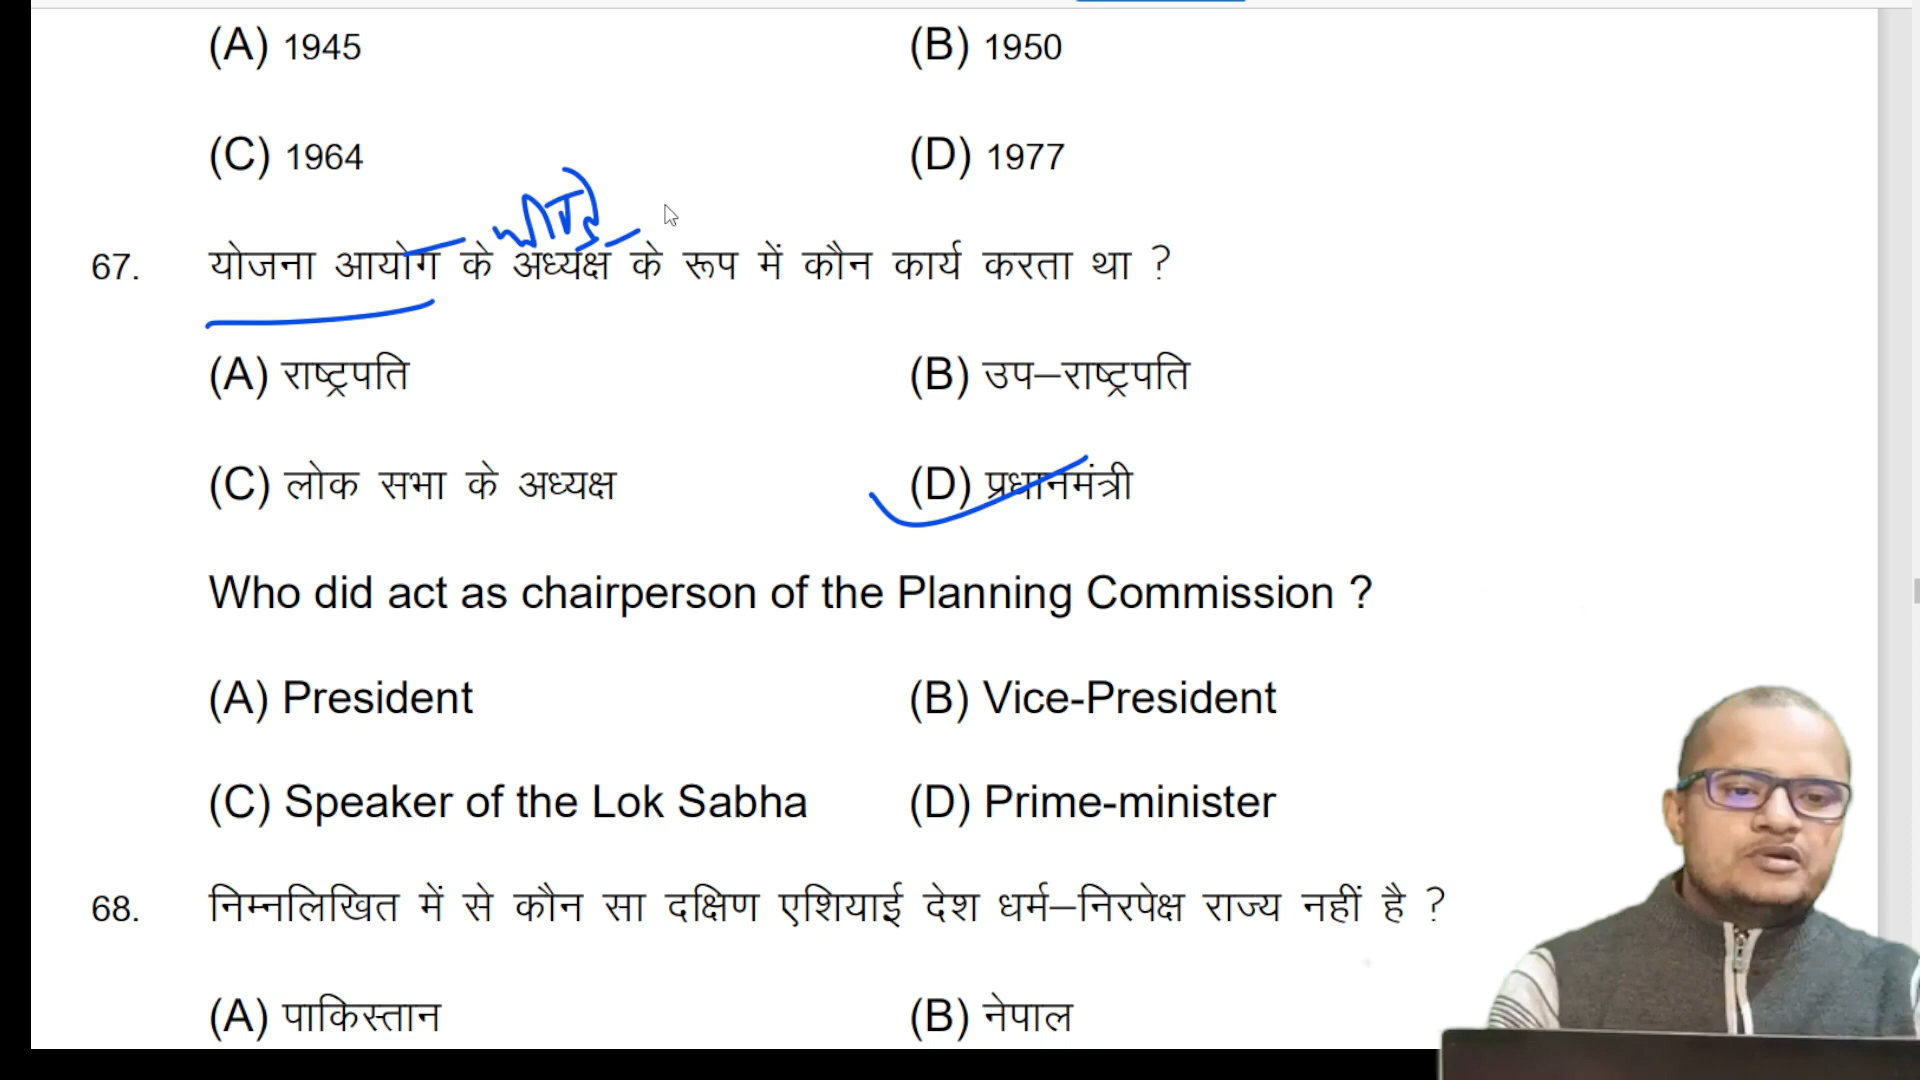 (A) 1945 (B) 1950
(C) 1964 (D) 1977
67. योजना आयोग के अध्यक्ष के रूप में कौन कार्य करता था ?
(A) राष्ट्रपति (B) उप–राष्ट्रपति
(C) लोक सभा के अध्यक्ष (D) प्रधानमंत्री
Who did act as chairperson of the Planning Commission ?
(A) President (B) Vice-President
(C) Speaker of the Lok Sabha (D) Prime-minister
68. निम्नलिखित में से कौन सा दक्षिण एशियाई देश धर्म–निरपेक्ष राज्य नहीं है ?
(A) पाकिस्तान (B) नेपाल